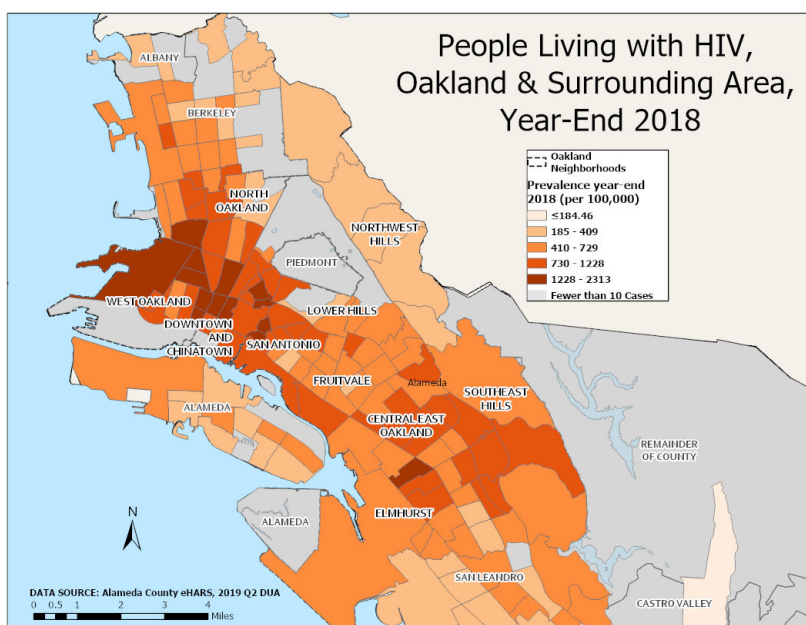 People Living with HIV,
Oakland & Surrounding Area,
Year-End 2018
Oakland
Neighborhoods
Prevalence year-end
2018 (per 100,000)
≤184.46
185 - 409
410 - 729
730 - 1228
1228 - 2313
Fewer than 10 Cases
ALBANY
BERKELEY
NORTH
OAKLAND
NORTHWEST
HILLS
PIEDMONT
WEST OAKLAND
LOWER HILLS
DOWNTOWN
AND
CHINATOWN
SAN ANTONIO
FRUITVALE
Alameda
SOUTHEAST
HILLS
ALAMEDA
CENTRAL EAST
OAKLAND
REMAINDER
OF COUNTY
ELMHURST
ALAMEDA
SAN LEANDRO
CASTRO VALLEY
N
DATA SOURCE: Alameda County eHARS, 2019 Q2 DUA
0 0.5 1 2 3 4
Miles